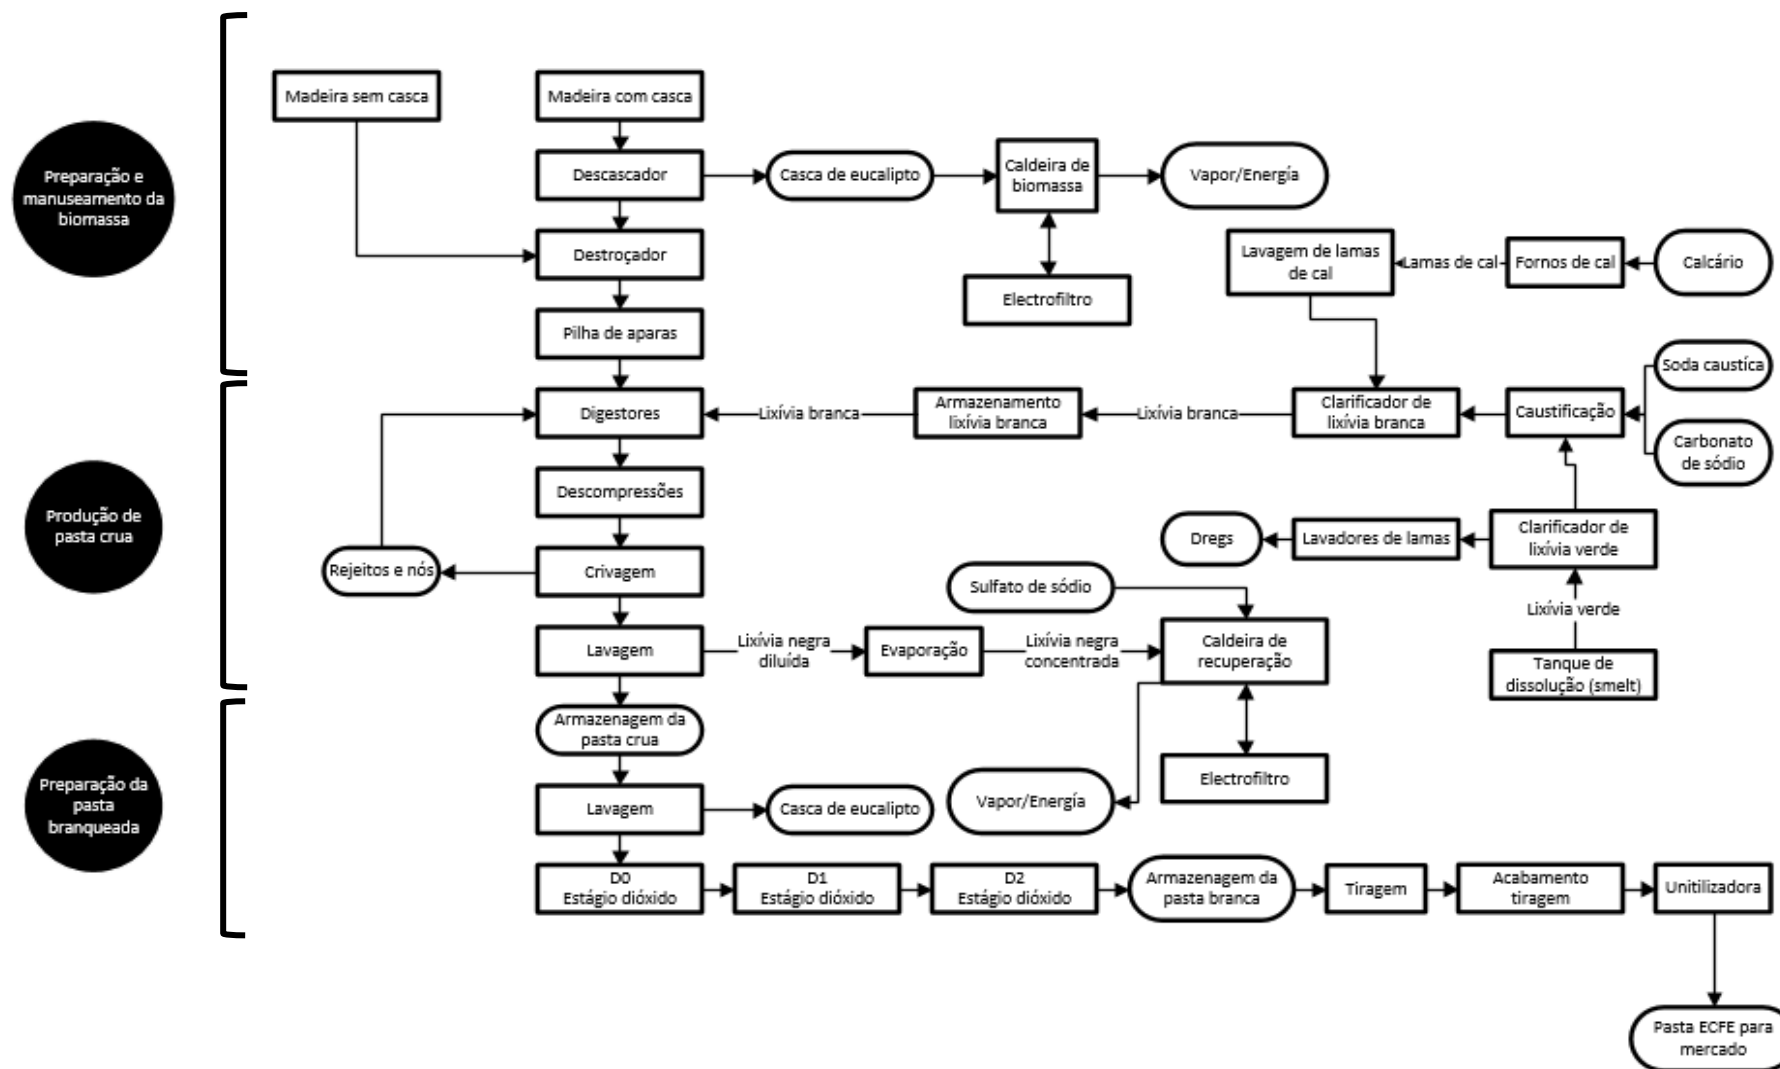 Madeira sem casca
Madeira com casca
Preparação e
manuseamento da
biomassa
Descascador
Casca de eucalipto
Caldeira de
biomassa
Vapor/Energía
Destroçador
Lavagem de lamas
de cal
Lamas de cal
Fornos de cal
Calcário
Electrofiltro
Pilha de aparas
Soda caustíca
Digestores
Lixívia branca
Armazenamento
lixívia branca
Lixívia branca
Clarificador de
lixívia branca
Caustificação
Carbonato
de sódio
Produção de
pasta crua
Descompressões
Dregs
Lavadores de lamas
Clarificador de
lixívia verde
Rejeitos e nós
Crivagem
Sulfato de sódio
Lixívia verde
Lavagem
Lixívia negra
diluída
Evaporação
Lixívia negra
concentrada
Caldeira de
recuperação
Tanque de
dissolução (smelt)
Armazenagem da
pasta crua
Preparação da
pasta
branqueada
Lavagem
Casca de eucalipto
Vapor/Energía
Electrofiltro
D0
Estágio dióxido
D1
Estágio dióxido
D2
Estágio dióxido
Armazenagem da
pasta branca
Tiragem
Acabamento
tiragem
Unitilizadora
Pasta ECFE para
mercado